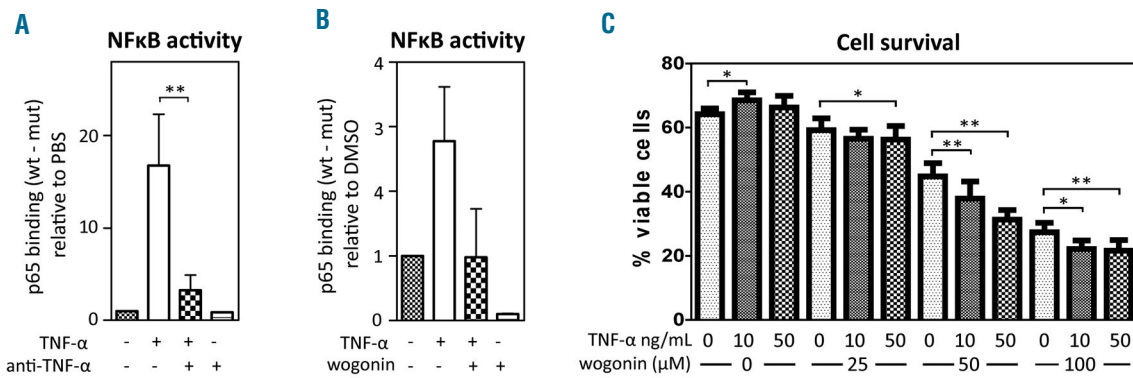 A
NFκB activity
p65 binding (wt - mut)
relative to PBS
20
10
0
**
TNF-α - + + -
anti-TNF-α - - + +
B
NFκB activity
p65 binding (wt - mut)
relative to DMSO
4
3
4
1
0
TNF-α - + + -
wogonin - - + +
C
Cell survival
% viable cells
80
60
40
20
0
*
*
**
**
**
*
TNF-α ng/mL 0 10 50 0 10 50 0 10 50 0 10 50
wogonin (μM) 0 25 50 100